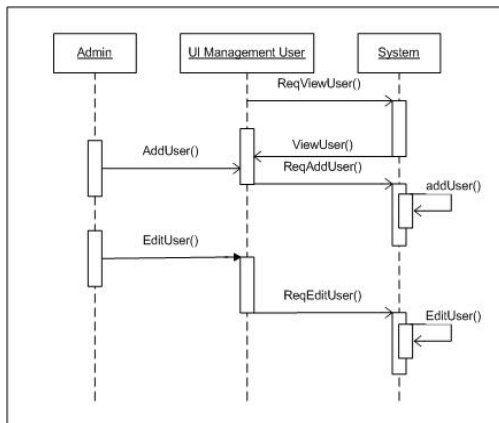 Admin
UI Management User
System
ReqViewUser()
ViewUser()
AddUser()
ReqAddUser()
addUser()
EditUser()
ReqEditUser()
EditUser()